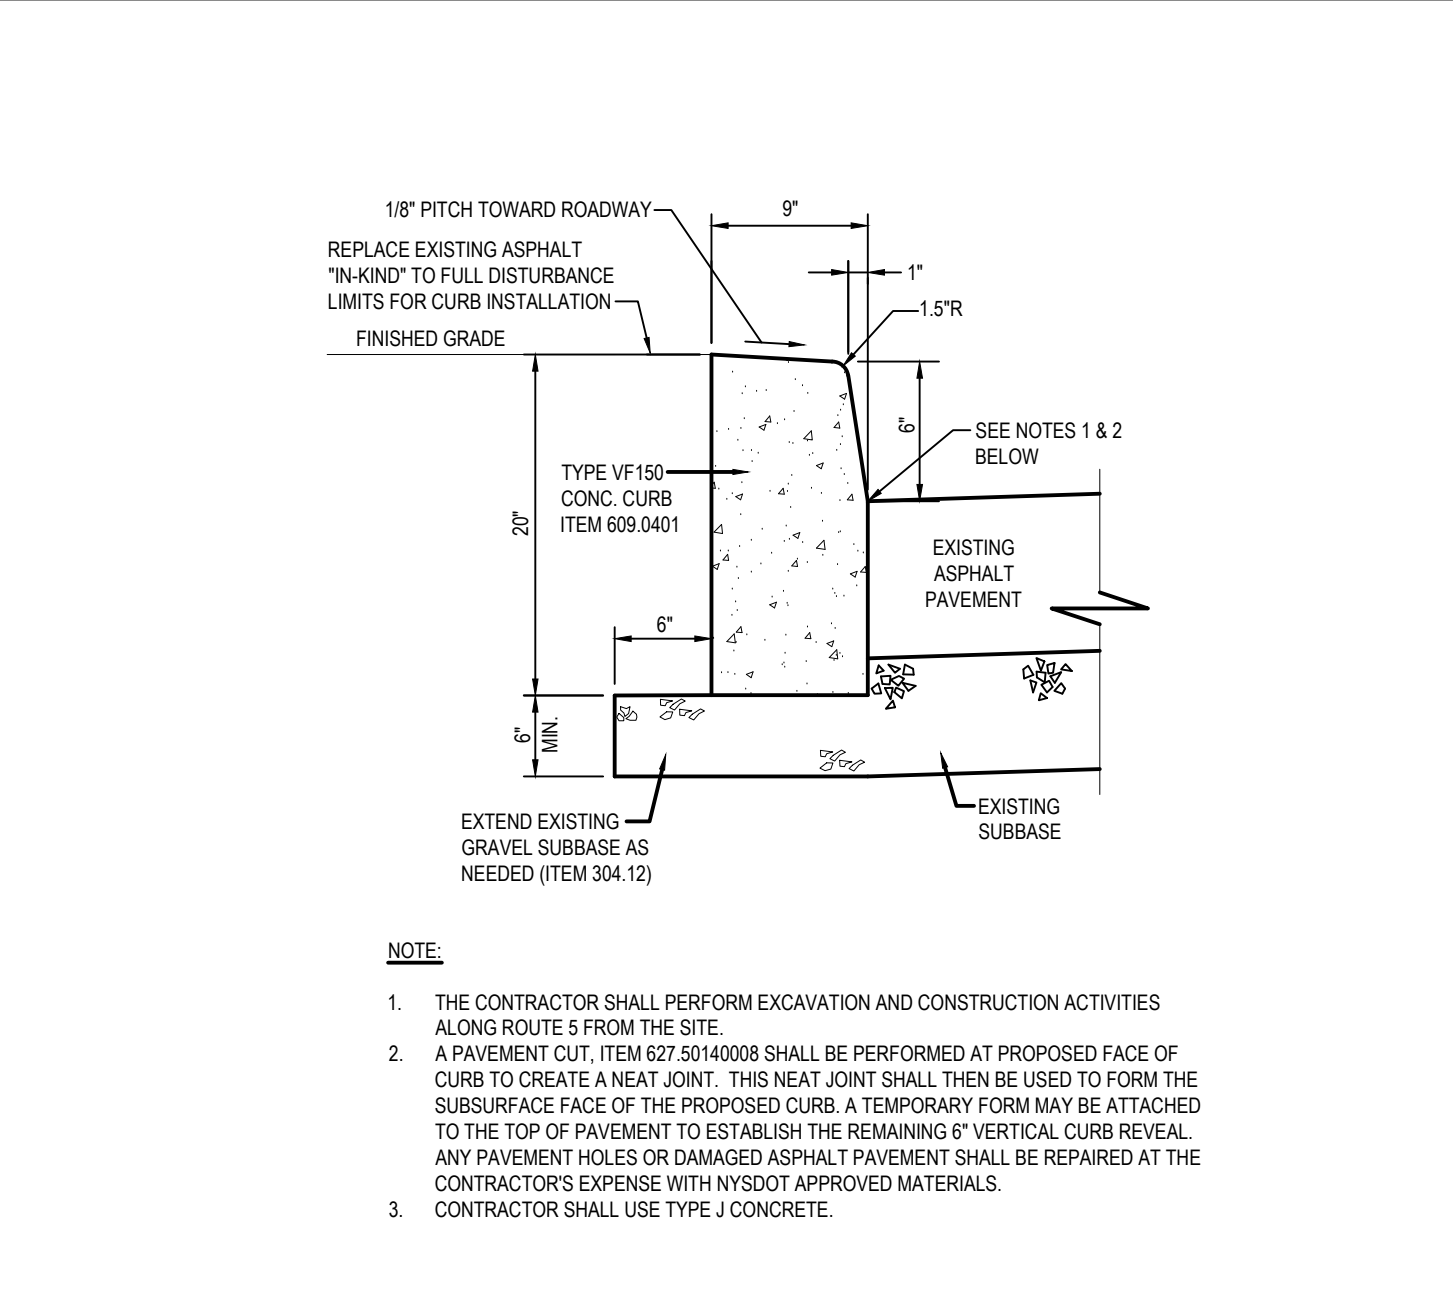 1/8" PITCH TOWARD ROADWAY
9"
REPLACE EXISTING ASPHALT
"IN-KIND" TO FULL DISTURBANCE
LIMITS FOR CURB INSTALLATION
1"
1.5"R
FINISHED GRADE
6"
SEE NOTES 1 & 2
BELOW
TYPE VF150
CONC. CURB
ITEM 609.0401
20"
EXISTING
ASPHALT
PAVEMENT
6"
6"
MIN.
EXTEND EXISTING
GRAVEL SUBBASE AS
NEEDED (ITEM 304.12)
EXISTING
SUBBASE
NOTE:
1. THE CONTRACTOR SHALL PERFORM EXCAVATION AND CONSTRUCTION ACTIVITIES
ALONG ROUTE 5 FROM THE SITE.
2. A PAVEMENT CUT, ITEM 627.50140008 SHALL BE PERFORMED AT PROPOSED FACE OF
CURB TO CREATE A NEAT JOINT. THIS NEAT JOINT SHALL THEN BE USED TO FORM THE
SUBSURFACE FACE OF THE PROPOSED CURB. A TEMPORARY FORM MAY BE ATTACHED
TO THE TOP OF PAVEMENT TO ESTABLISH THE REMAINING 6" VERTICAL CURB REVEAL.
ANY PAVEMENT HOLES OR DAMAGED ASPHALT PAVEMENT SHALL BE REPAIRED AT THE
CONTRACTOR'S EXPENSE WITH NYSDOT APPROVED MATERIALS.
3. CONTRACTOR SHALL USE TYPE J CONCRETE.